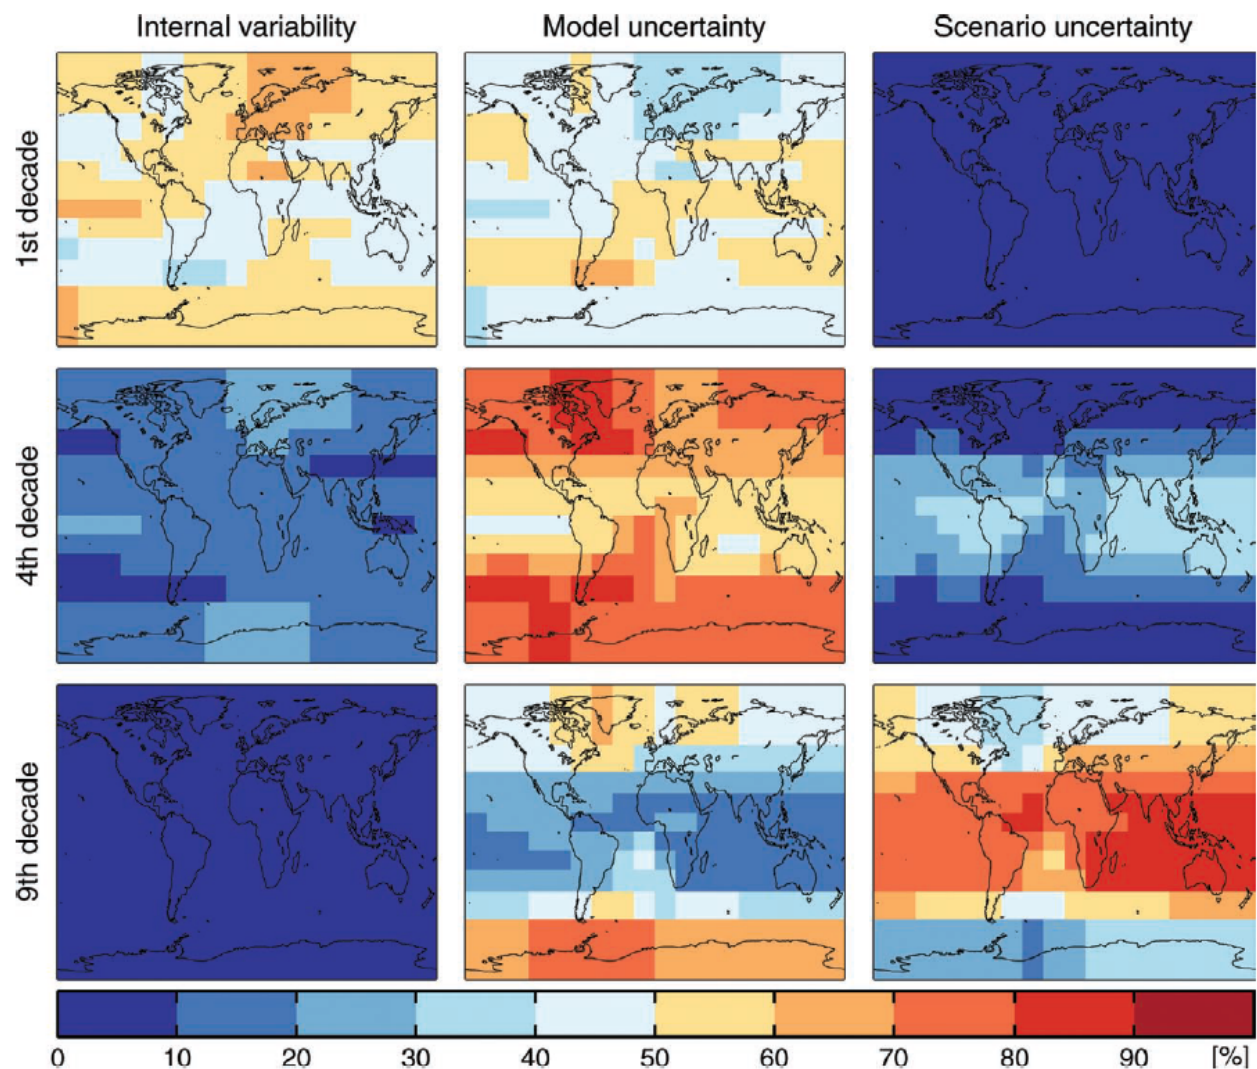 Internal variability Model uncertainty Scenario uncertainty
1st decade
4th decade
9th decade
0 10 20 30 40 50 60 70 80 90 [%]